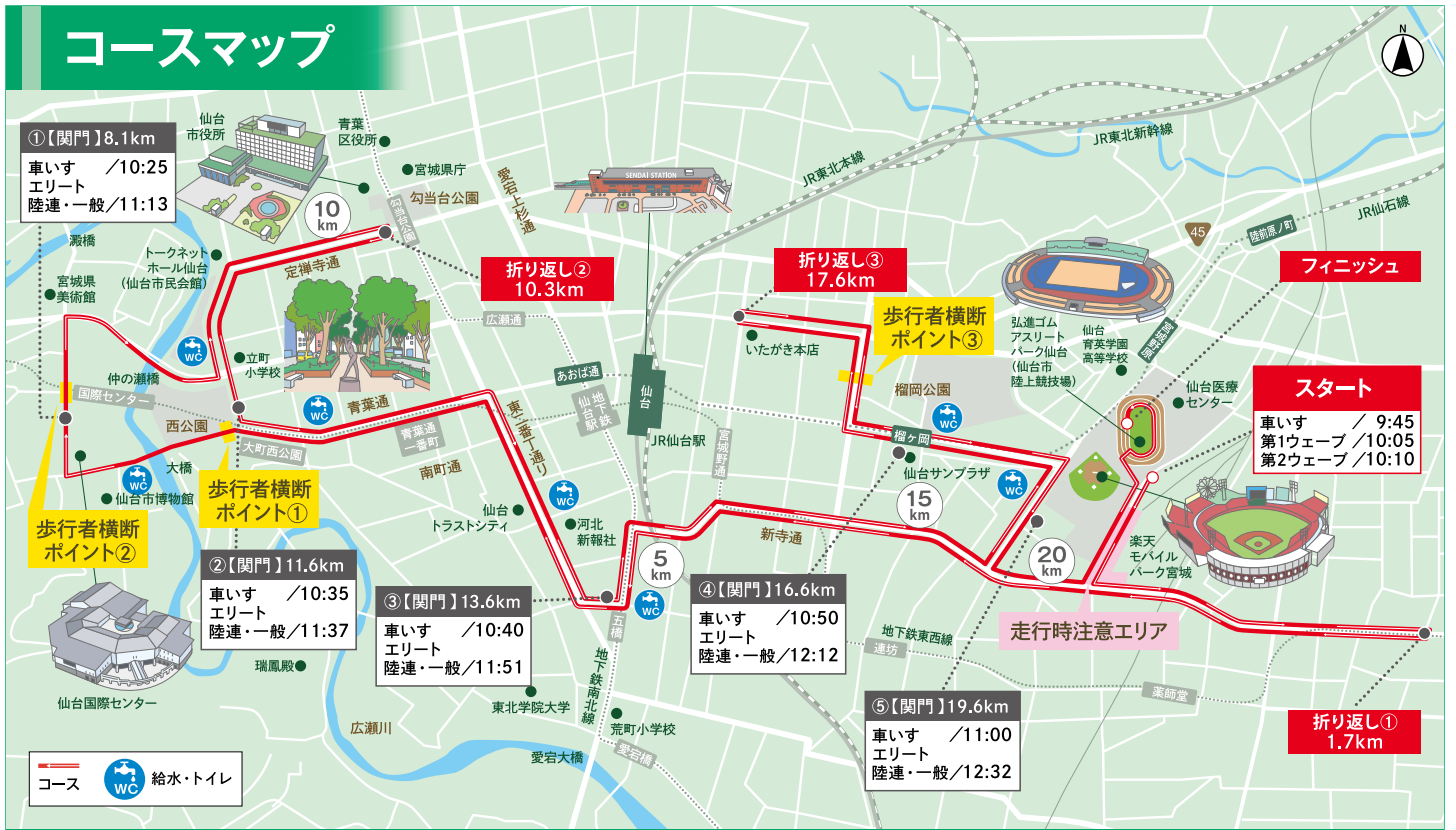 コースマップ
N
①【関門】8.1km
車いす ／10:25
エリート
陸連・一般／11:13
仙台
市役所
青葉
区役所
宮城県庁
勾当台公園
勾当台公園
愛宕上杉通
SENDAI STATION
JR東北本線
JR東北新幹線
JR仙石線
45
陸前原ノ町
10
km
澱橋
トークネット
ホール仙台
(仙台市民会館)
定禅寺通
宮城県
美術館
折り返し②
10.3km
折り返し③
17.6km
フィニッシュ
歩行者横断
ポイント③
広瀬通
いたがき本店
弘進ゴム
アスリート
パーク仙台
(仙台市
陸上競技場)
仙台
育英学園
高等学校
宮城野原
仙台医療
センター
WC
立町
小学校
仲の瀬橋
国際センター
西公園
WC
青葉通
あおば通
地下鉄
仙台駅
仙台
JR仙台駅
榴岡公園
WC
榴ケ岡
仙台サンプラザ
スタート
車いす ／ 9:45
第1ウェーブ／10:05
第2ウェーブ／10:10
大町西公園
大橋
WC
仙台市博物館
歩行者横断
ポイント①
歩行者横断
ポイント②
青葉通
一番町
南町通
東二番丁通り
宮城野通
仙台
トラストシティ
WC
河北
新報社
新寺通
15
km
WC
20
km
楽天
モバイル
パーク宮城
5
km
WC
五橋
②【関門】11.6km
車いす ／10:35
エリート
陸連・一般／11:37
③【関門】13.6km
車いす ／10:40
エリート
陸連・一般／11:51
④【関門】16.6km
車いす ／10:50
エリート
陸連・一般／12:12
走行時注意エリア
地下鉄東西線
連坊
薬師堂
⑤【関門】19.6km
車いす ／11:00
エリート
陸連・一般／12:32
折り返し①
1.7km
仙台国際センター
瑞鳳殿
広瀬川
東北学院大学
地下鉄南北線
荒町小学校
愛宕大橋
愛宕橋
コース
WC
給水・トイレ